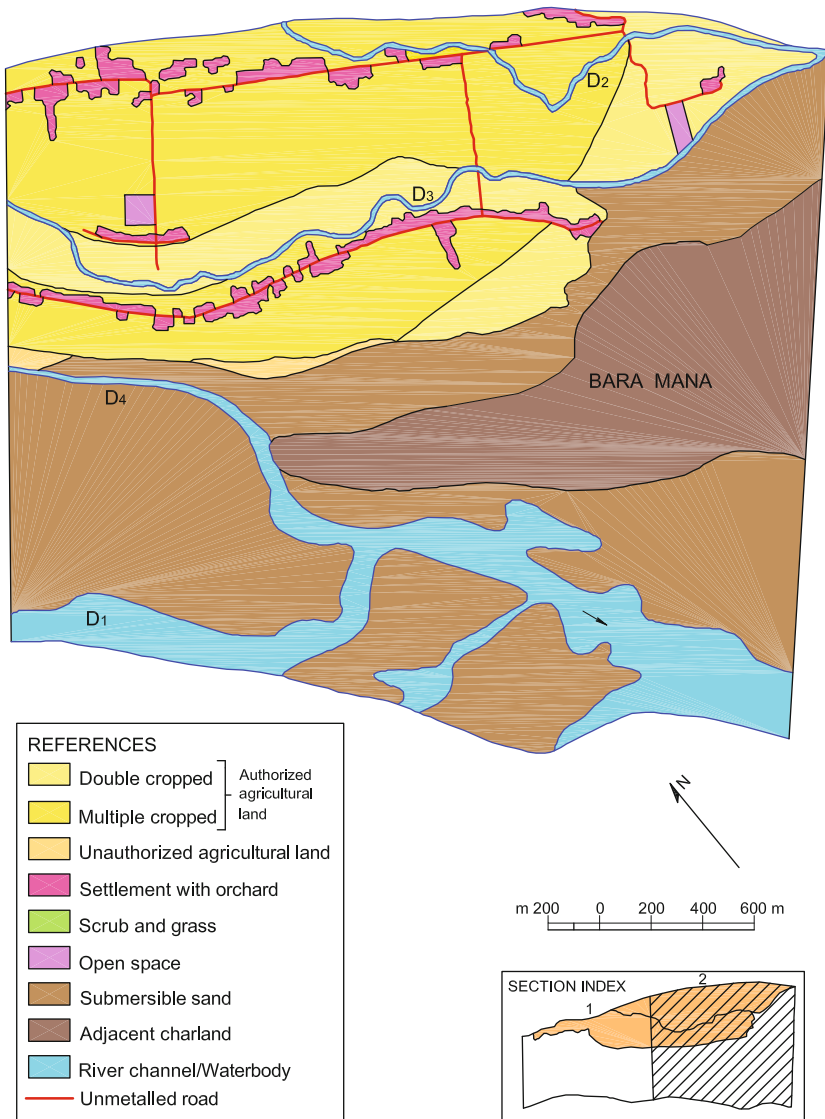 D2
D3
BARA MANA
D4
D1
REFERENCES
Double cropped
Multiple cropped
Authorized
agricultural
land
Unauthorized agricultural land
Settlement with orchard
Scrub and grass
Open space
Submersible sand
Adjacent charland
River channel/Waterbody
Unmetalled road
N
m 200 0 200 400 600 m
SECTION INDEX
1
2